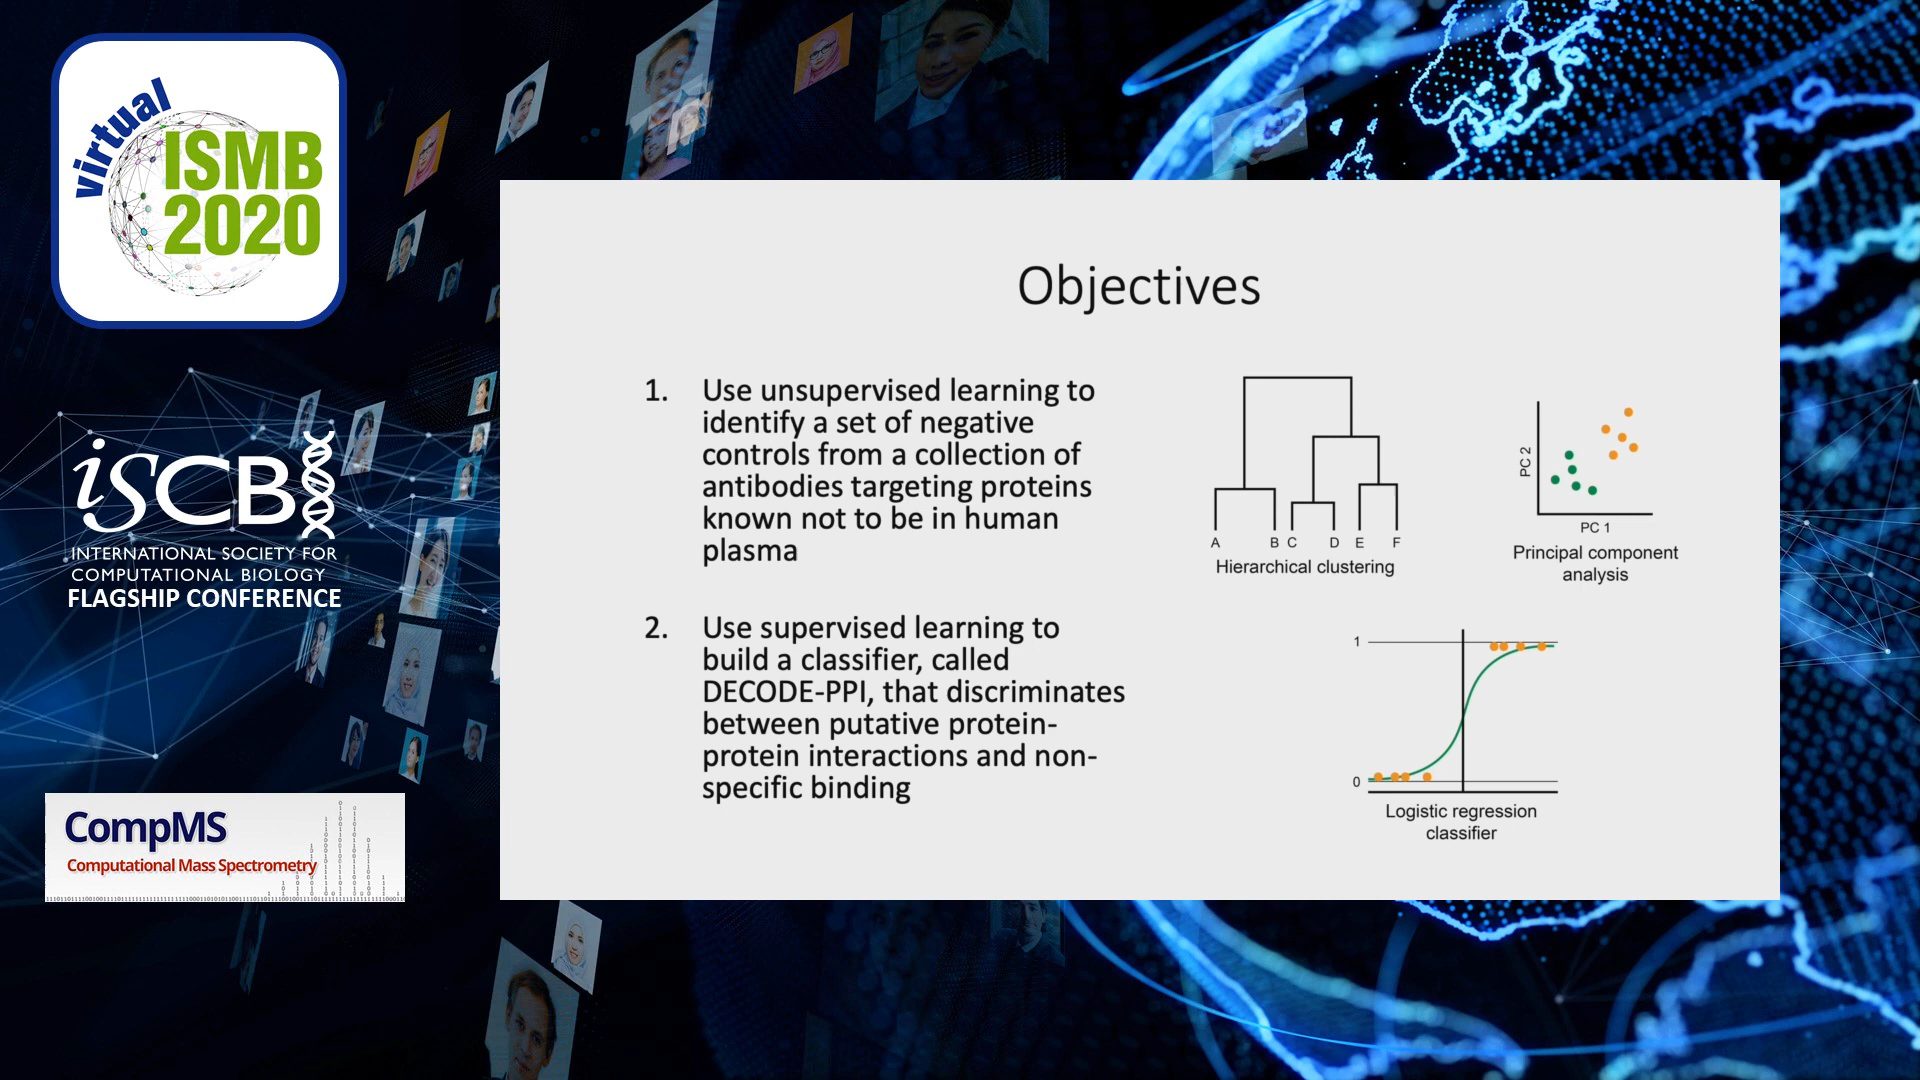 virtual
ISMB
2020
iSCB
INTERNATIONAL SOCIETY FOR
COMPUTATIONAL BIOLOGY
FLAGSHIP CONFERENCE
CompMS
Computational Mass Spectrometry
Objectives
1. Use unsupervised learning to
identify a set of negative
controls from a collection of
antibodies targeting proteins
known not to be in human
plasma
2. Use supervised learning to
build a classifier, called
DECODE-PPI, that discriminates
between putative protein-
protein interactions and non-
specific binding
A B C D E F
Hierarchical clustering
PC 2
PC 1
Principal component
analysis
1
0
Logistic regression
classifier